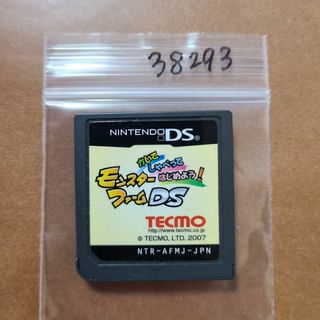 38293
NINTENDO DS®
かいて
しゃべって
はじめよう!
モンスター
ファームDS
TECMO
http://www.tecmo.co.jp
© TECMO, LTD. 2007
NTR-AFMJ-JPN